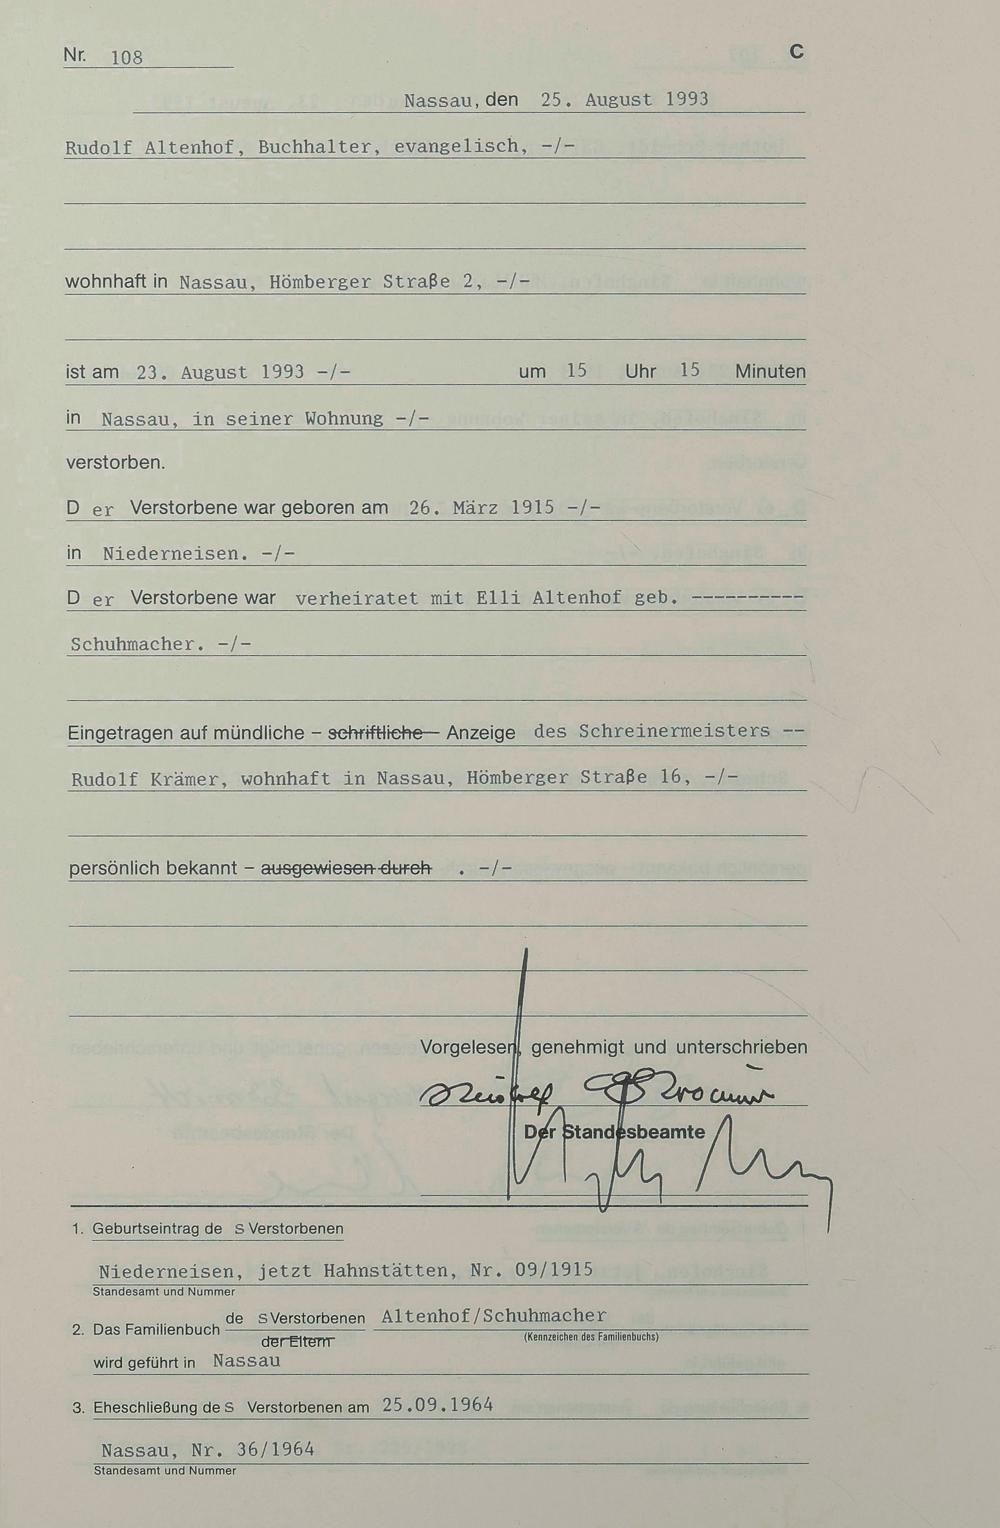 Nr. 108 C
Nassau, den 25. August 1993
Rudolf Altenhof, Buchhalter, evangelisch, -/-
wohnhaft in Nassau, Hömberger Straße 2, -/-
ist am 23. August 1993 -/- um 15 Uhr 15 Minuten
in Nassau, in seiner Wohnung -/-
verstorben.
D er Verstorbene war geboren am 26. März 1915 -/-
in Niederneisen. -/-
D er Verstorbene war verheiratet mit Elli Altenhof geb. ----------
Schuhmacher. -/-
Eingetragen auf mündliche – schriftliche – Anzeige des Schreinermeisters --
Rudolf Krämer, wohnhaft in Nassau, Hömberger Straße 16, -/-
persönlich bekannt – ausgewiesen durch . -/-
Vorgelesen, genehmigt und unterschrieben
Rudolf
Der Standesbeamte
1. Geburtseintrag de s Verstorbenen
Niederneisen, jetzt Hahnstätten, Nr. 09/1915
Standesamt und Nummer
2. Das Familienbuch de s Verstorbenen Altenhof/Schuhmacher
der Eltern (Kennzeichen des Familienbuchs)
wird geführt in Nassau
3. Eheschließung de s Verstorbenen am 25.09.1964
Nassau, Nr. 36/1964
Standesamt und Nummer